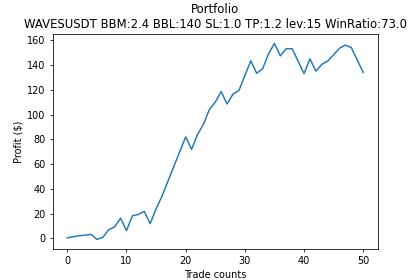 Portfolio
WAVESUSDT BBM:2.4 BBL:140 SL:1.0 TP:1.2 lev:15 WinRatio:73.0
160
140
120
100
80
60
40
20
0
Profit ($)
0 10 20 30 40 50
Trade counts